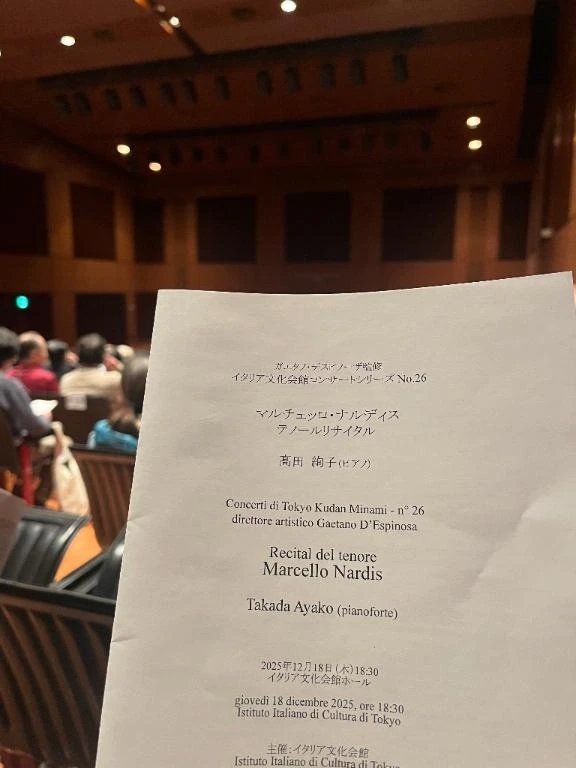 ガエタノ・デスピノーザ監修
イタリア文化会館コンサートシリーズ No.26
マルチェッロ・ナルディス
テノールリサイタル
髙田 絢子(ピアノ)
Concerti di Tokyo Kudan Minami - n° 26
direttore artistico Gaetano D'Espinosa
Recital del tenore
Marcello Nardis
Takada Ayako (pianoforte)
2025年12月18日(木)18:30
イタリア文化会館ホール
giovedì 18 dicembre 2025, ore 18:30
Istituto Italiano di Cultura di Tokyo
主催：イタリア文化会館
Istituto Italiano di Cultura di Tokyo